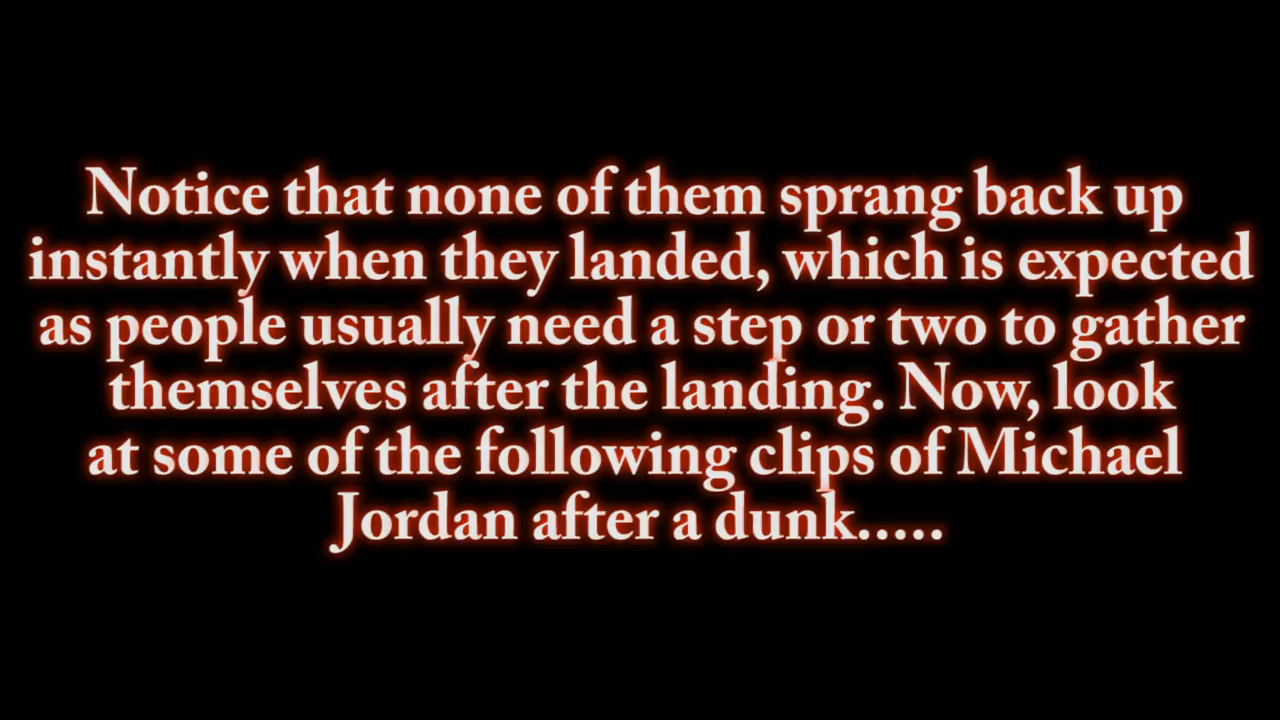 Notice that none of them sprang back up
instantly when they landed, which is expected
as people usually need a step or two to gather
themselves after the landing. Now, look
at some of the following clips of Michael
Jordan after a dunk.....